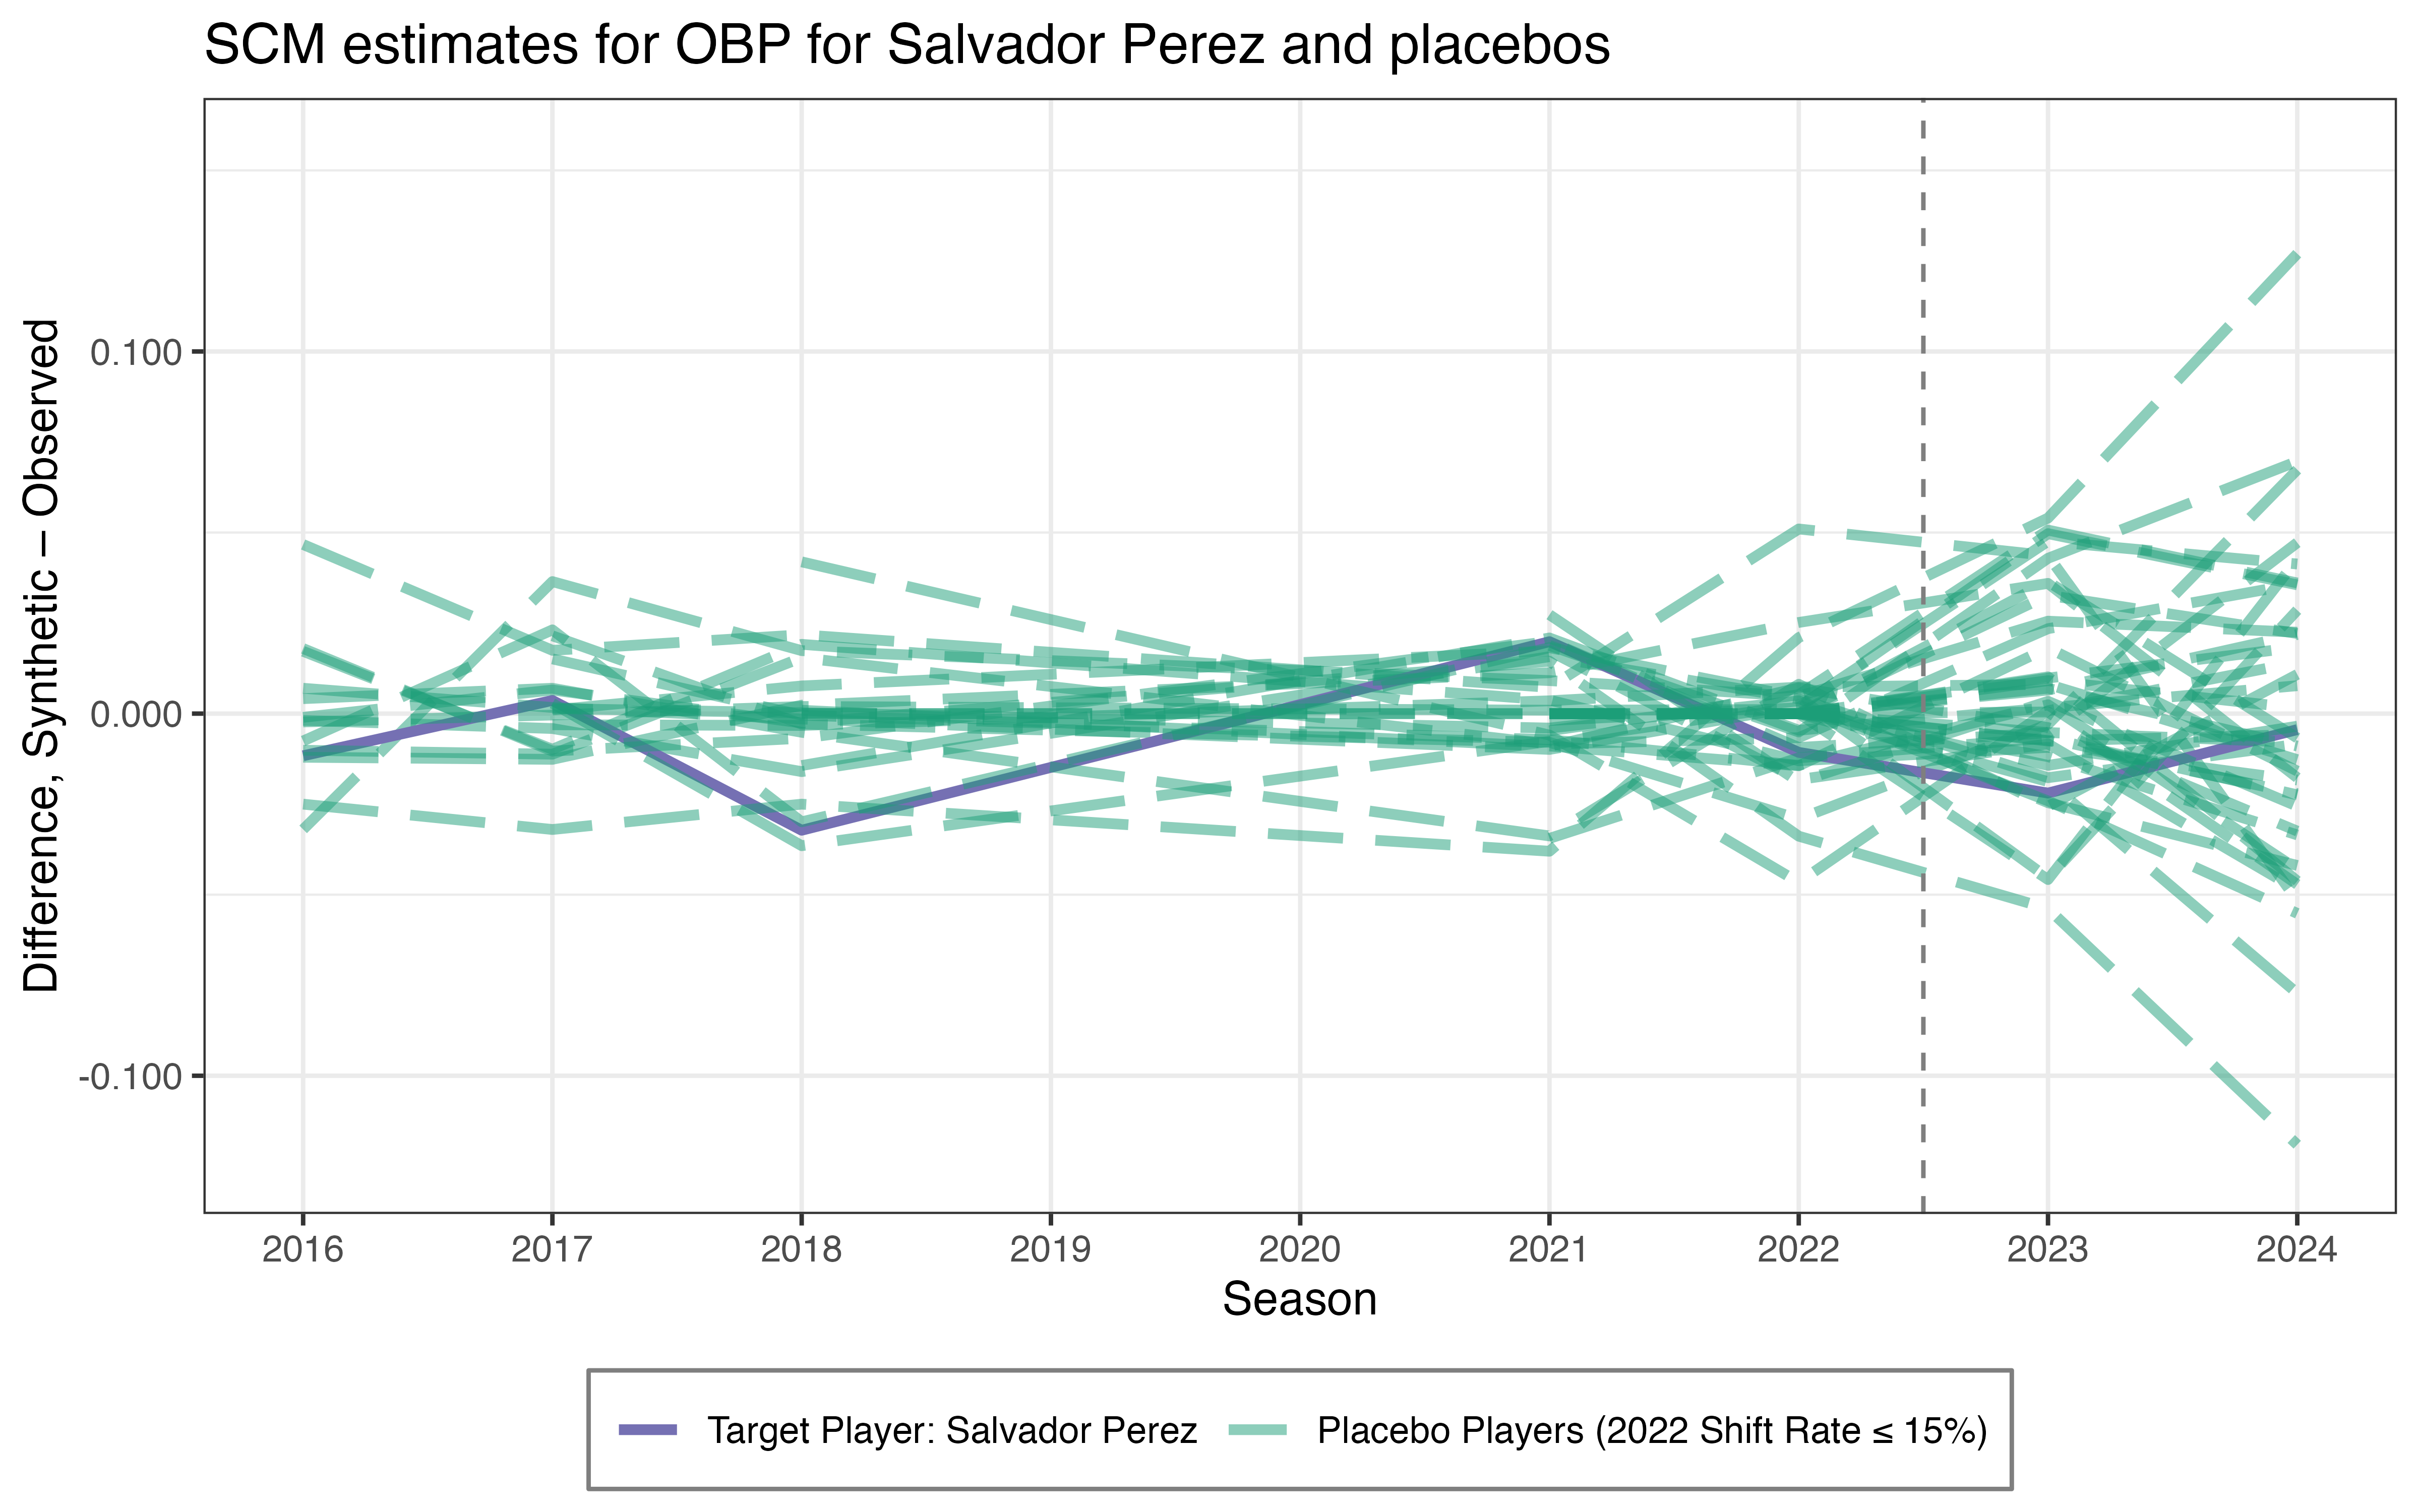 SCM estimates for OBP for Salvador Perez and placebos
Difference, Synthetic − Observed
0.100
0.000
-0.100
2016 2017 2018 2019 2020 2021 2022 2023 2024
Season
Target Player: Salvador Perez Placebo Players (2022 Shift Rate ≤ 15%)